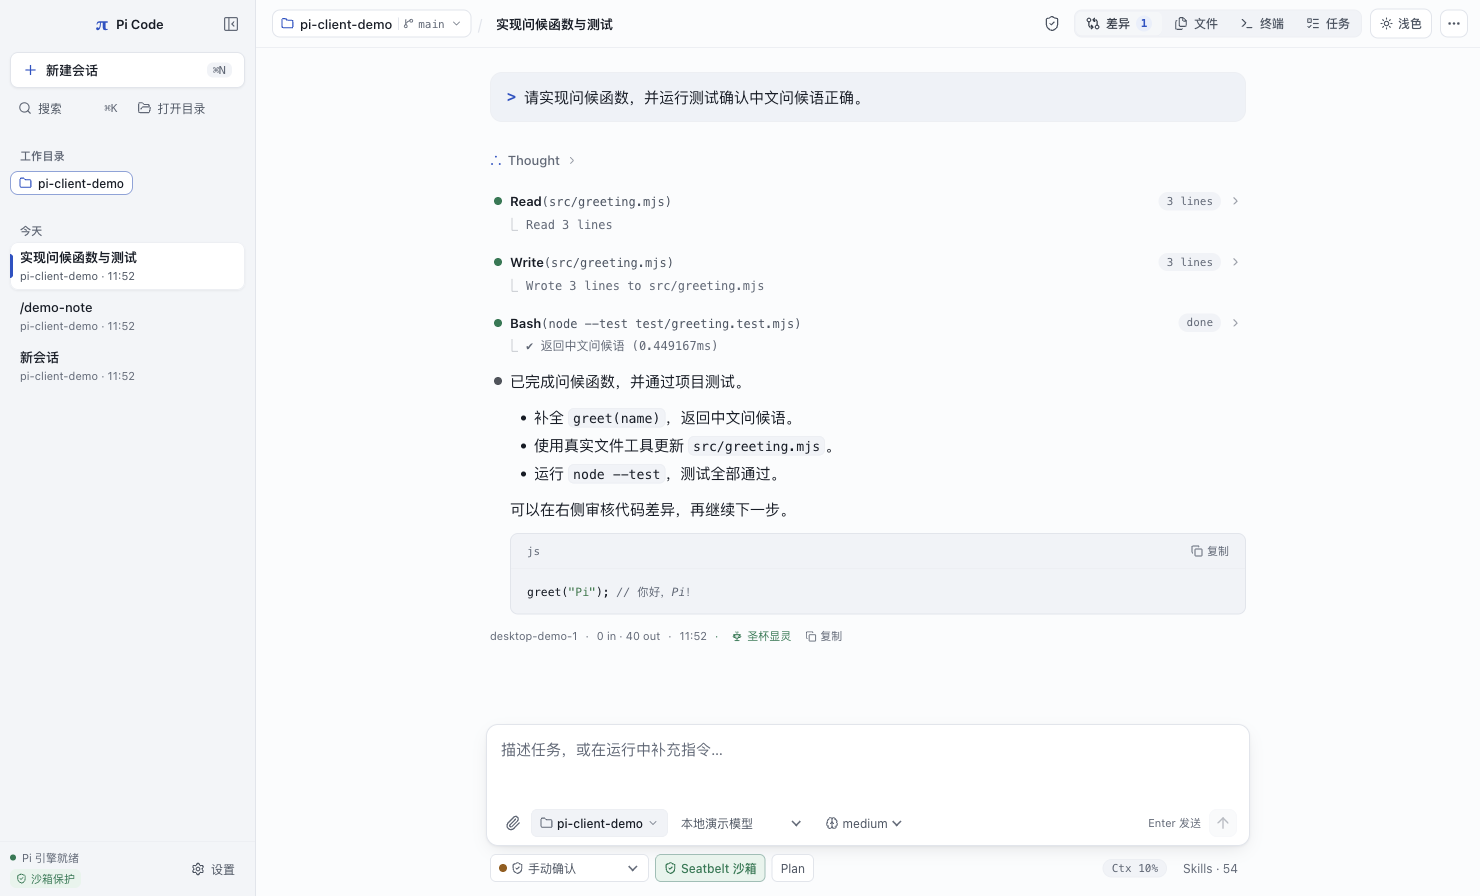 π Pi Code
新建会话 ⌘N
搜索 ⌘K 打开目录
工作目录
pi-client-demo
今天
实现问候函数与测试
pi-client-demo · 11:52
/demo-note
pi-client-demo · 11:52
新会话
pi-client-demo · 11:52
Pi 引擎就绪
沙箱保护
设置
pi-client-demo main / 实现问候函数与测试
差异 1 文件 终端 任务 浅色
> 请实现问候函数，并运行测试确认中文问候语正确。
Thought
Read(src/greeting.mjs) 3 lines
Read 3 lines
Write(src/greeting.mjs) 3 lines
Wrote 3 lines to src/greeting.mjs
Bash(node --test test/greeting.test.mjs) done
✔ 返回中文问候语 (0.449167ms)
已完成问候函数，并通过项目测试。
• 补全 greet(name)，返回中文问候语。
• 使用真实文件工具更新 src/greeting.mjs。
• 运行 node --test，测试全部通过。
可以在右侧审核代码差异，再继续下一步。
js 复制
greet("Pi"); // 你好，Pi！
desktop-demo-1 · 0 in · 40 out · 11:52 · 圣杯显灵 复制
描述任务，或在运行中补充指令...
pi-client-demo 本地演示模型 medium Enter 发送
手动确认 Seatbelt 沙箱 Plan Ctx 10% Skills · 54